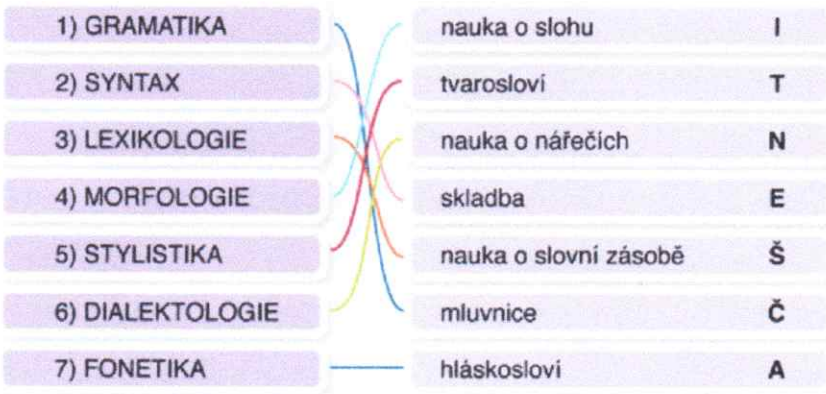 1) GRAMATIKA nauka o slohu I
2) SYNTAX tvarosloví T
3) LEXIKOLOGIE nauka o nářečích N
4) MORFOLOGIE skladba E
5) STYLISTIKA nauka o slovní zásobě Š
6) DIALEKTOLOGIE mluvnice Č
7) FONETIKA hláskosloví A